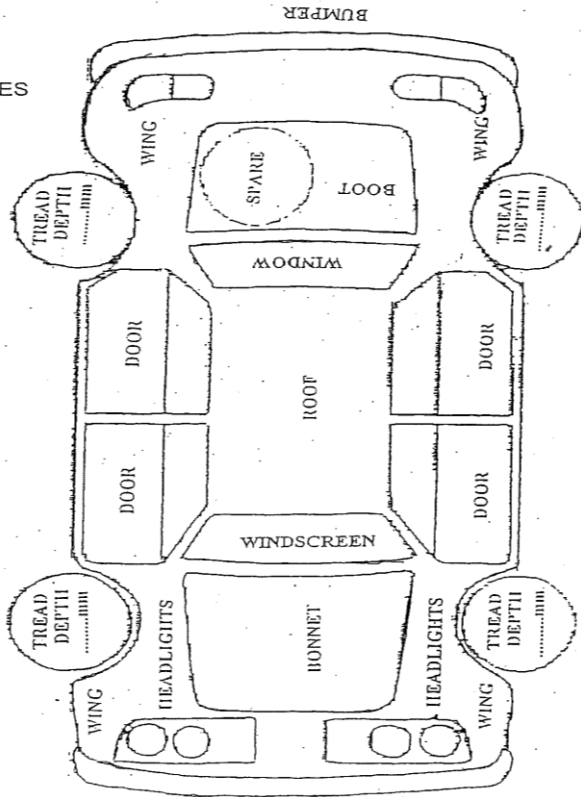 BUMPER
ES
WING
WING
SPARE
BOOT
TREAD
DEPTH
.......... mm
TREAD
DEPTH
.......... mm
WINDOW
DOOR
ROOF
DOOR
DOOR
DOOR
WINDSCREEN
TREAD
DEPTH
.......... mm
HEADLIGHTS
BONNET
HEADLIGHTS
TREAD
DEPTH
.......... mm
WING
WING